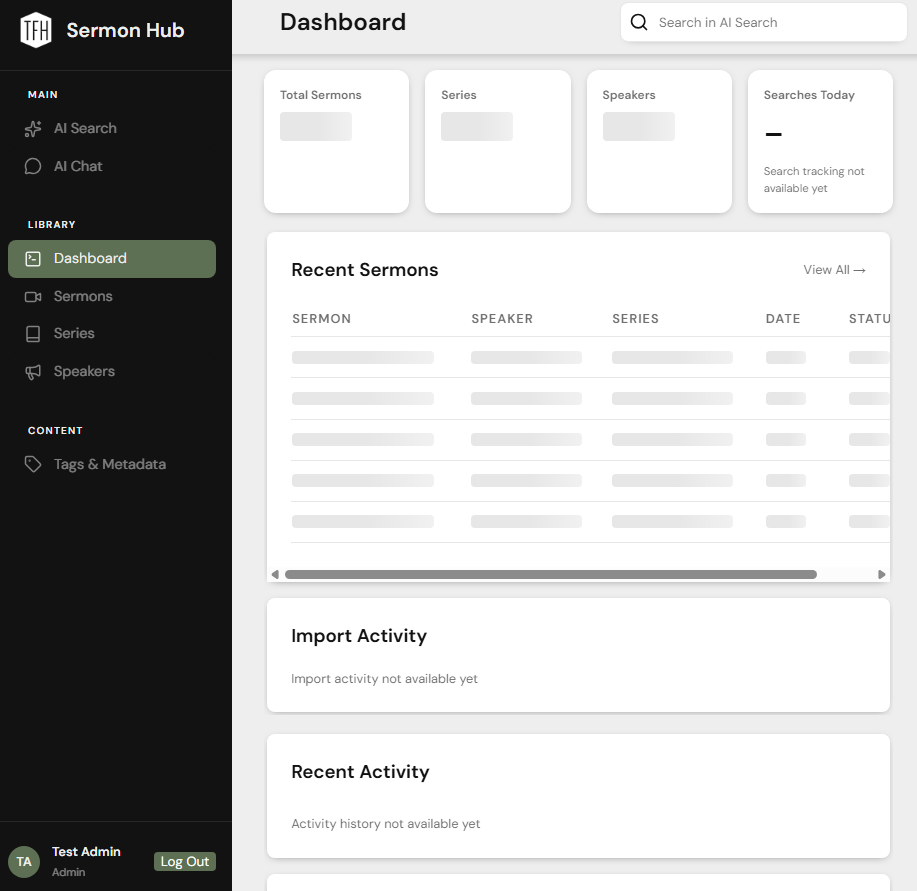 TFH
Sermon Hub
MAIN
AI Search
AI Chat
LIBRARY
Dashboard
Sermons
Series
Speakers
CONTENT
Tags & Metadata
TA
Test Admin
Admin
Log Out
Dashboard
Search in AI Search
Total Sermons
Series
Speakers
Searches Today
–
Search tracking not
available yet
Recent Sermons
View All →
SERMON SPEAKER SERIES DATE STATU
Import Activity
Import activity not available yet
Recent Activity
Activity history not available yet